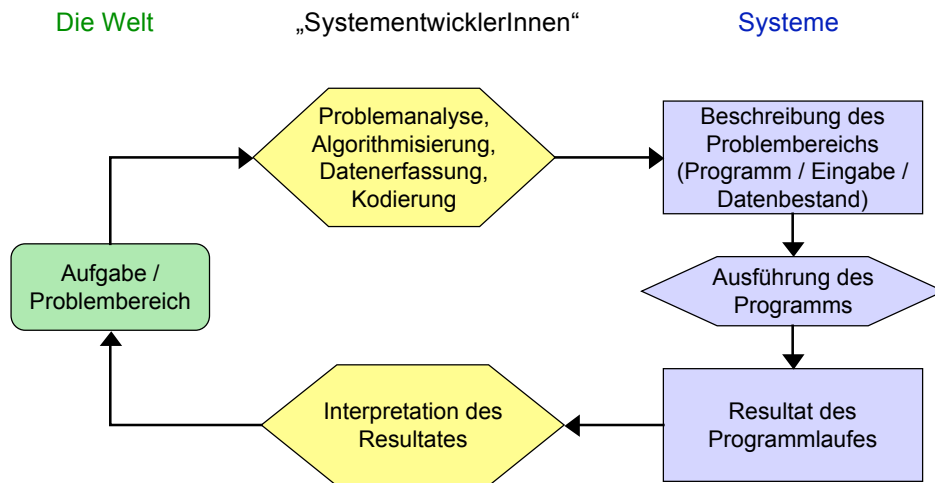 Die Welt
„SystementwicklerInnen“
Systeme
Problemanalyse,
Algorithmisierung,
Datenerfassung,
Kodierung
Beschreibung des
Problembereichs
(Programm / Eingabe /
Datenbestand)
Aufgabe /
Problembereich
Ausführung des
Programms
Interpretation des
Resultates
Resultat des
Programmlaufes